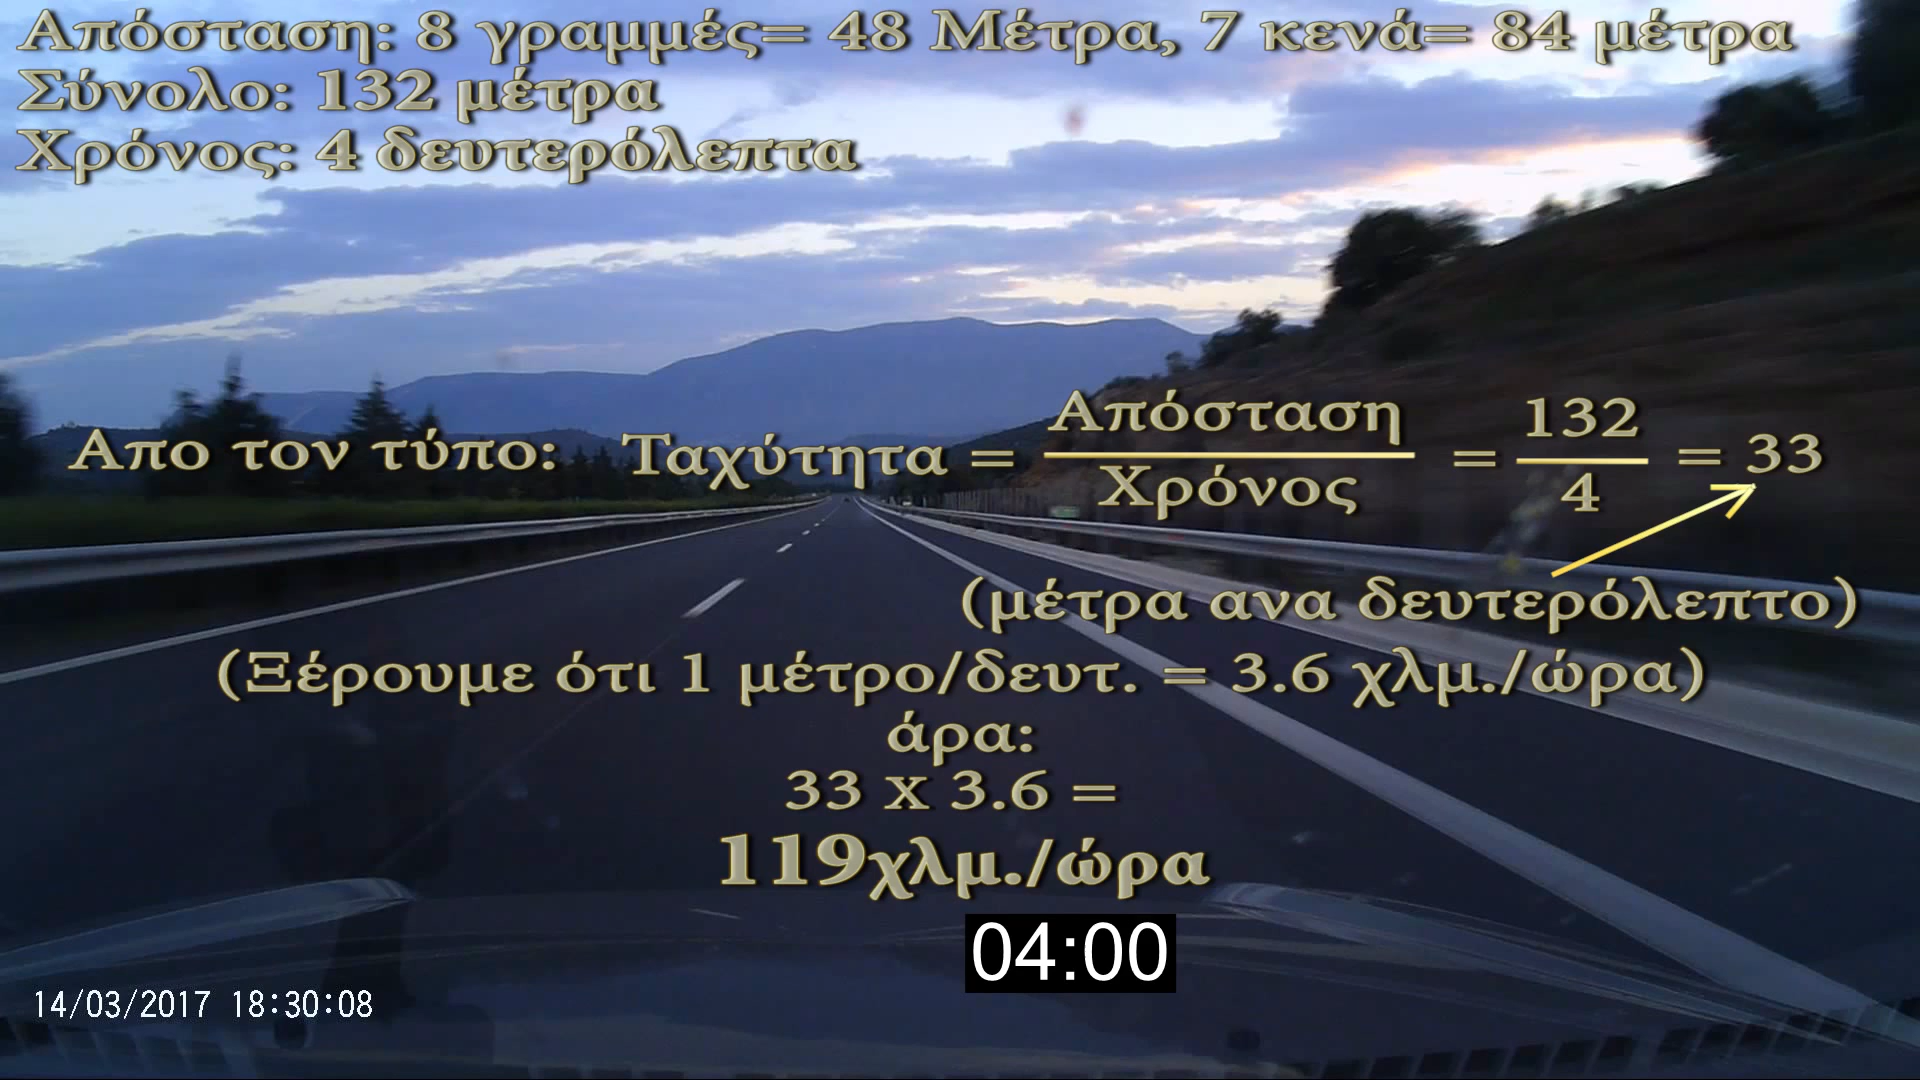 Απόσταση: 8 γραμμές= 48 Μέτρα, 7 κενά= 84 μέτρα
Σύνολο: 132 μέτρα
Χρόνος: 4 δευτερόλεπτα
Απο τον τύπο: Ταχύτητα = Απόσταση / Χρόνος = 132 / 4 = 33
(μέτρα ανα δευτερόλεπτο)
(Ξέρουμε ότι 1 μέτρο/δευτ. = 3.6 χλμ./ώρα)
άρα:
33 x 3.6 =
119χλμ./ώρα
04:00
14/03/2017 18:30:08